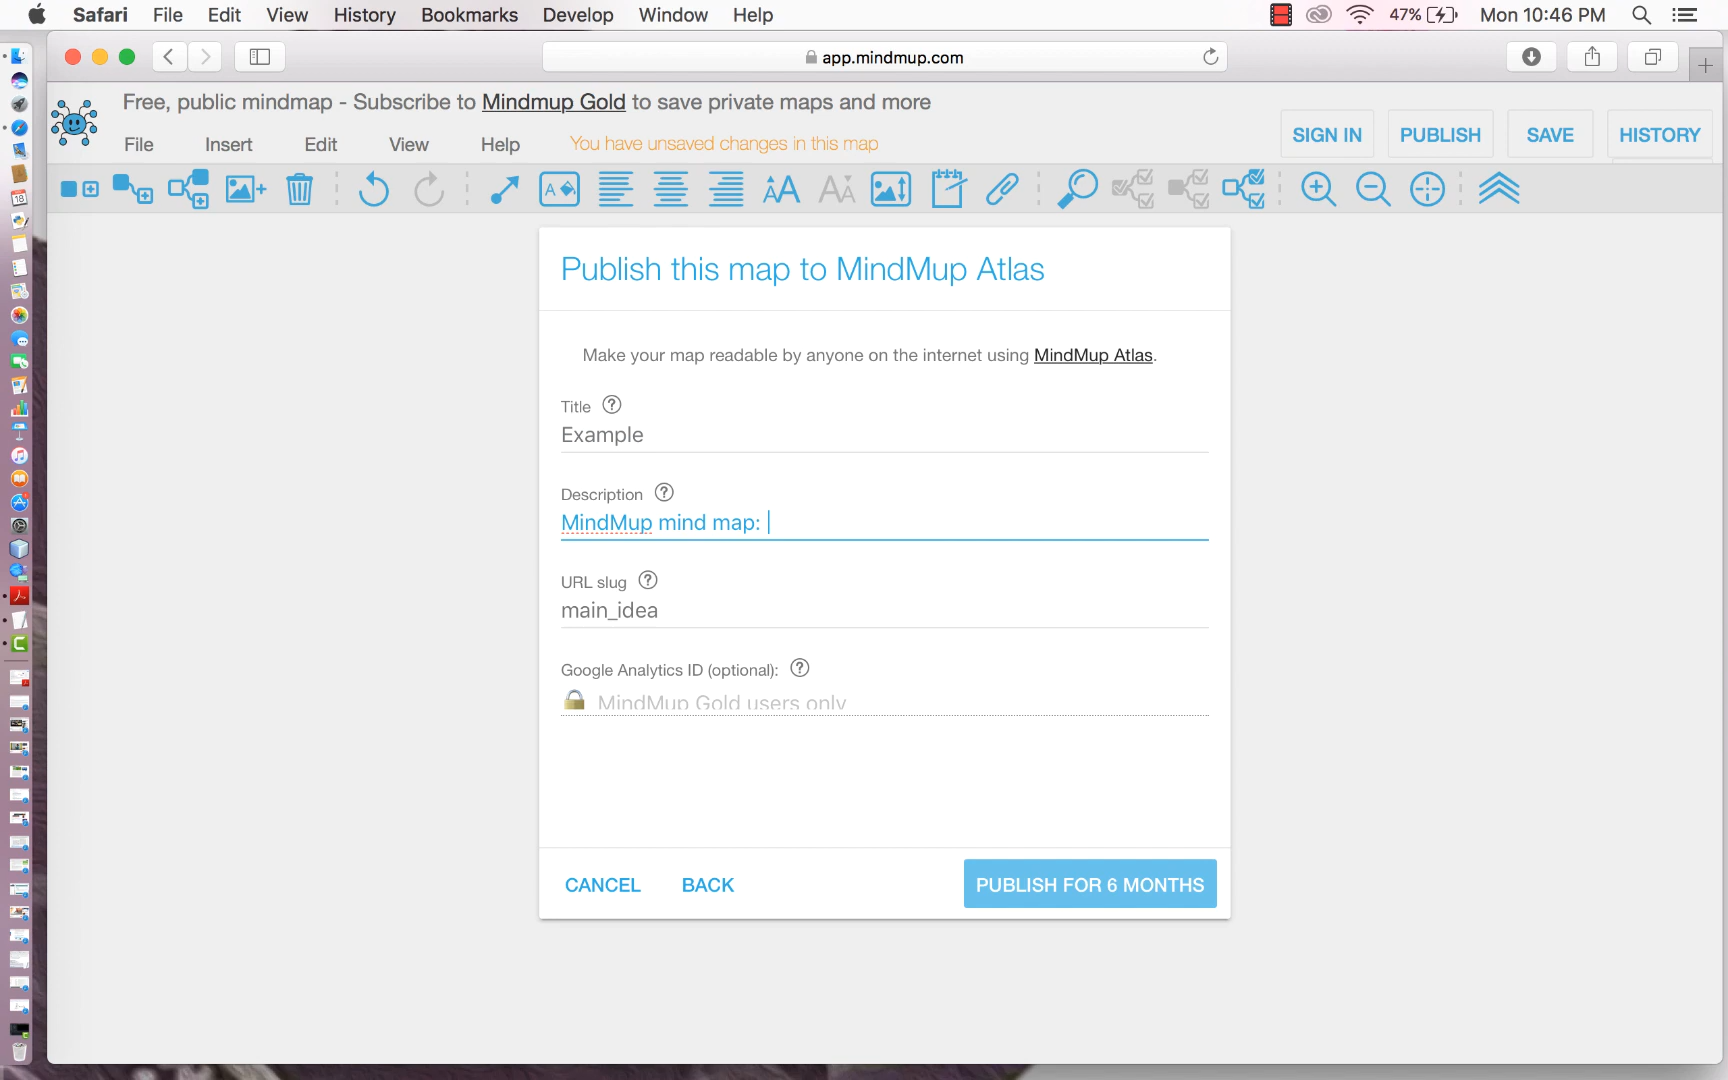 Safari File Edit View History Bookmarks Develop Window Help 47% Mon 10:46 PM
app.mindmup.com
Free, public mindmap - Subscribe to Mindmup Gold to save private maps and more
File Insert Edit View Help You have unsaved changes in this map
SIGN IN PUBLISH SAVE HISTORY
Publish this map to MindMup Atlas
Make your map readable by anyone on the internet using MindMup Atlas.
Title
Example
Description
MindMup mind map:
URL slug
main_idea
Google Analytics ID (optional):
MindMup Gold users only
CANCEL BACK PUBLISH FOR 6 MONTHS